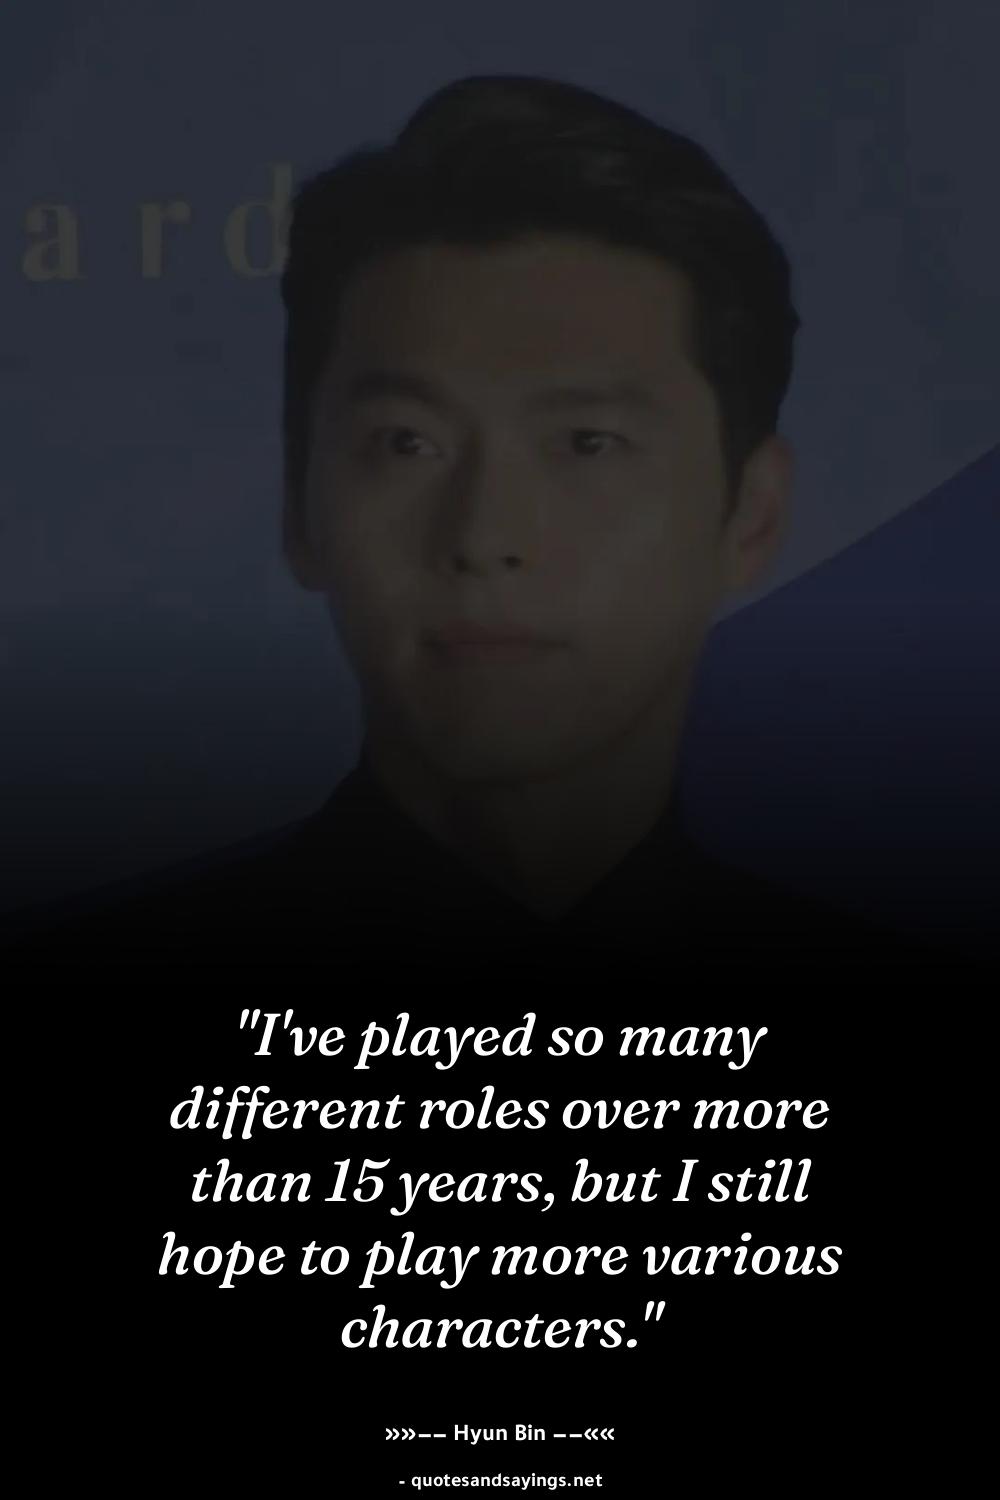 ard
"I've played so many
different roles over more
than 15 years, but I still
hope to play more various
characters."
»»–– Hyun Bin ––««
- quotesandsayings.net